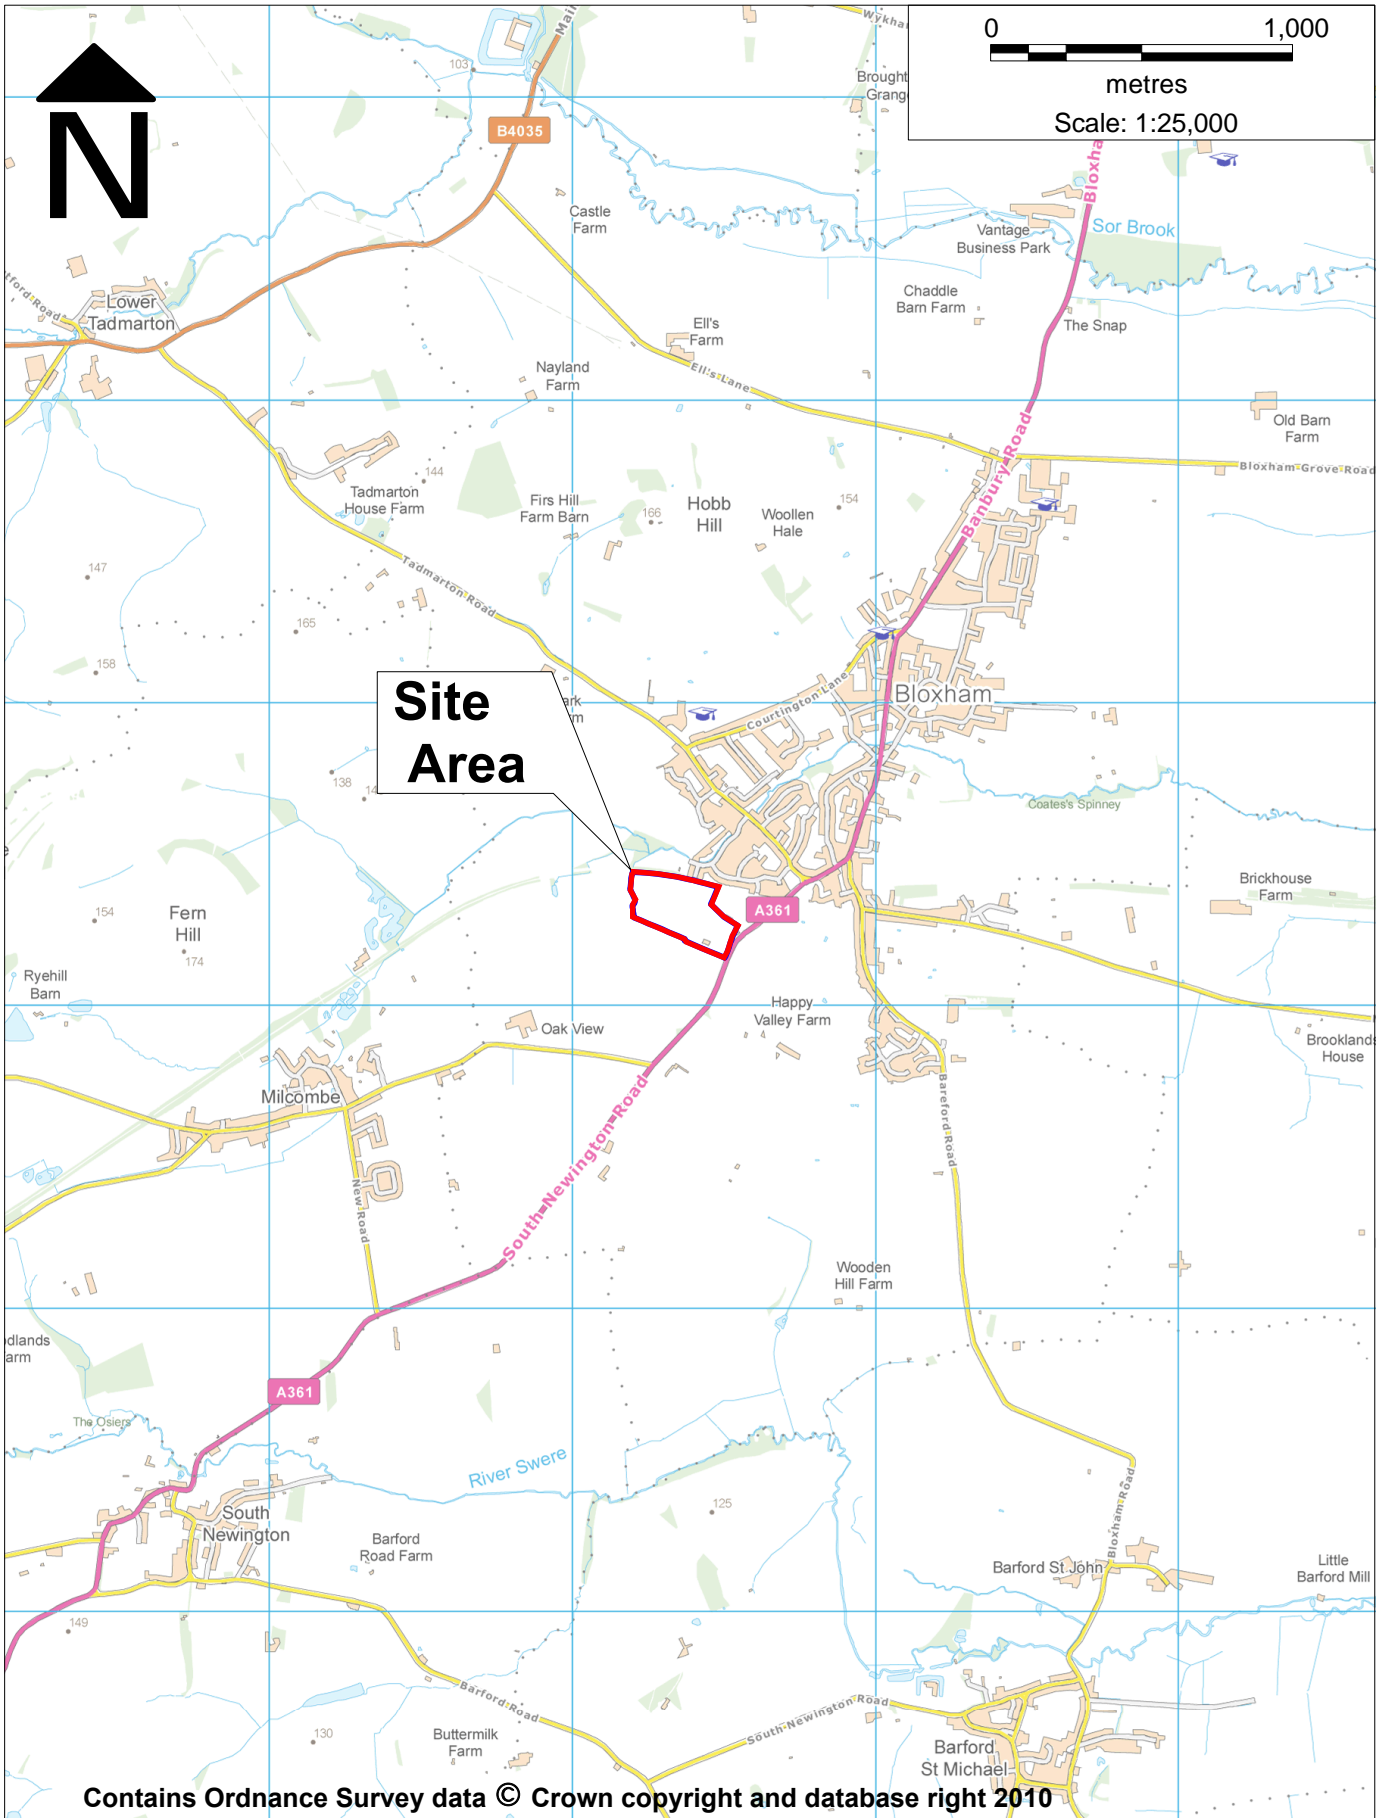 0 1,000
metres
Scale: 1:25,000
N
103
B4035
Castle
Farm
Vantage
Business Park
Sor Brook
Chaddle
Barn Farm
The Snap
Lower
Tadmarton
Ell's
Farm
Ell's Lane
Nayland
Farm
Old Barn
Farm
Bloxham Grove Road
Banbury Road
144
Tadmarton
House Farm
Firs Hill
Farm Barn
166
Hobb
Hill
Woollen
Hale
154
147
Tadmarton Road
165
158
Site
Area
Courtington Lane
Bloxham
138
Coates's Spinney
Brickhouse
Farm
A361
154
Fern
Hill
174
Ryehill
Barn
Happy
Valley Farm
Oak View
Brooklands
House
Milcombe
Bareford Road
South Newington Road
New Road
Wooden
Hill Farm
A361
The Osiers
River Swere
125
South
Newington
Barford
Road Farm
Bloxham Road
Barford St John
Little
Barford Mill
149
Barford Road
South Newington Road
130
Buttermilk
Farm
Barford
St Michael
Contains Ordnance Survey data © Crown copyright and database right 2010